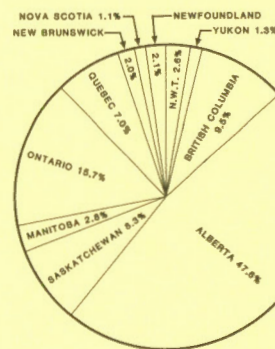 NOVA SCOTIA 1.1%
NEWFOUNDLAND
NEW BRUNSWICK
YUKON 1.3%
2.0%
2.1%
N.W.T. 2.6%
QUEBEC 7.0%
BRITISH COLUMBIA
9.5%
ONTARIO 15.7%
MANITOBA 2.8%
SASKATCHEWAN 8.3%
ALBERTA 47.6%